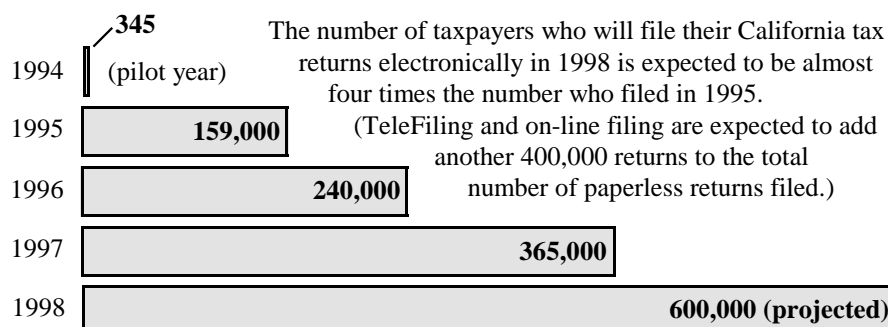 345
The number of taxpayers who will file their California tax
returns electronically in 1998 is expected to be almost
four times the number who filed in 1995.
(TeleFiling and on-line filing are expected to add
another 400,000 returns to the total
number of paperless returns filed.)
1994 (pilot year)
1995 159,000
1996 240,000
1997 365,000
1998 600,000 (projected)